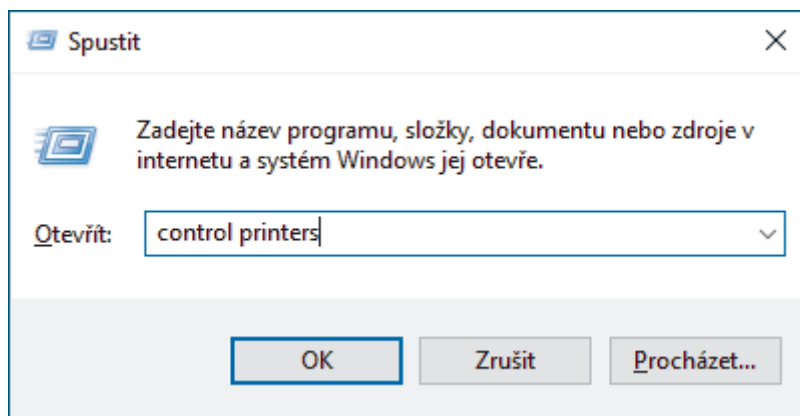 Spustit
Zadejte název programu, složky, dokumentu nebo zdroje v
internetu a systém Windows jej otevře.
Otevřít: control printers
OK Zrušit Procházet...